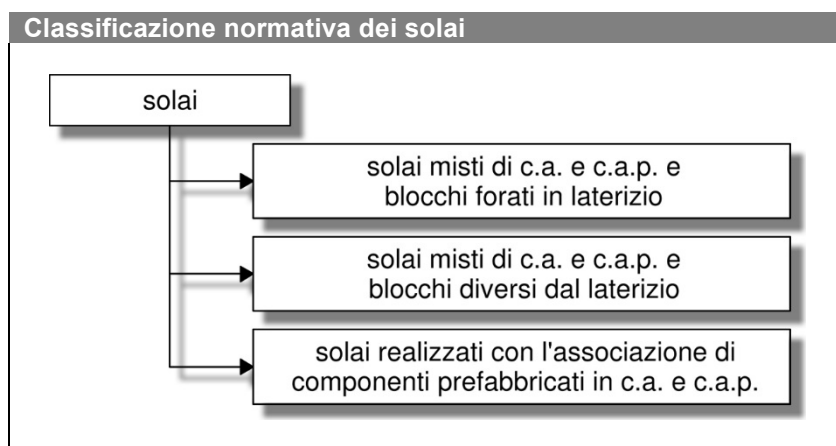 Classificazione normativa dei solai
solai
solai misti di c.a. e c.a.p. e
blocchi forati in laterizio
solai misti di c.a. e c.a.p. e
blocchi diversi dal laterizio
solai realizzati con l'associazione di
componenti prefabbricati in c.a. e c.a.p.